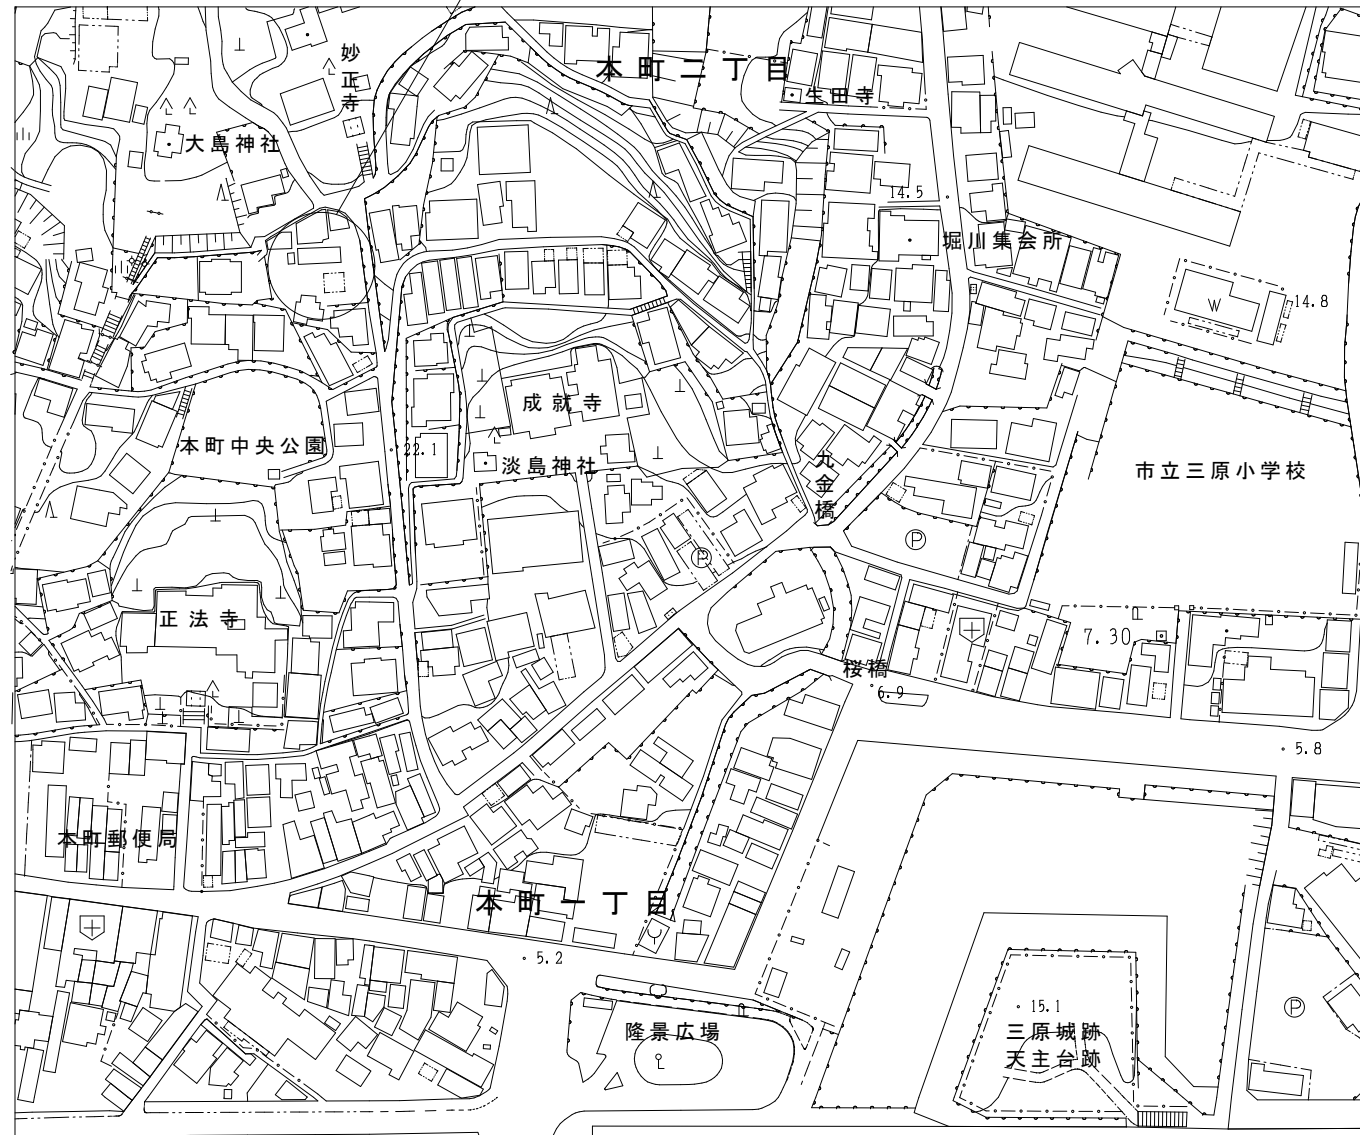 妙正寺
本町二丁目
生田寺
大島神社
14.5
堀川集会所
14.8
W
成就寺
本町中央公園
22.1
淡島神社
九金橋
市立三原小学校
P
P
正法寺
7.30
桜橋
6.9
5.8
本町郵便局
本町一丁目
5.2
15.1
P
隆景広場
三原城跡
天主台跡